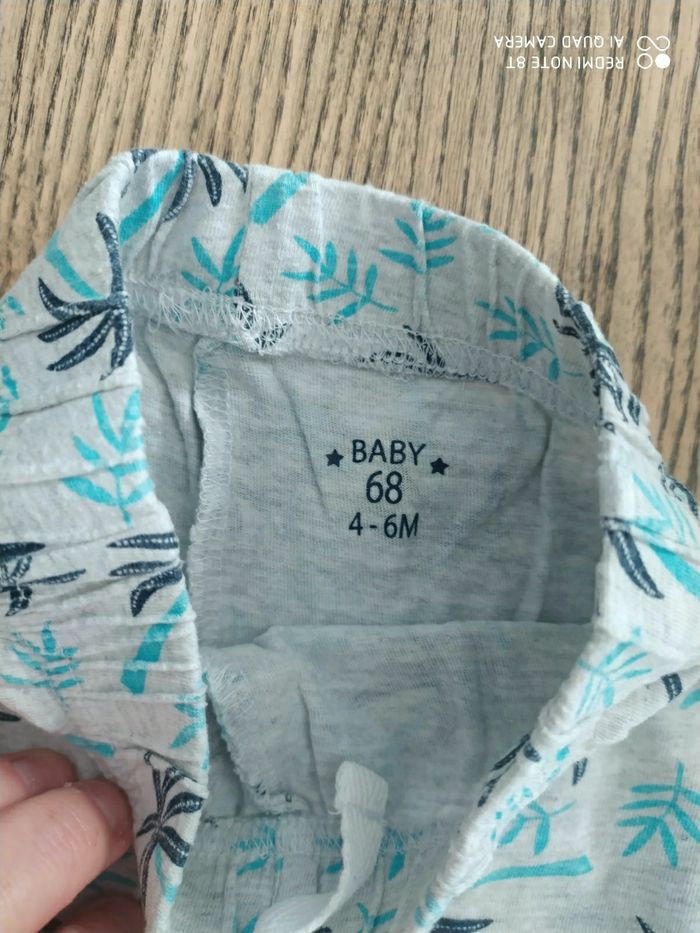 ★ BABY ★
68
4-6M
REDMI NOTE 8T
AI QUAD CAMERA